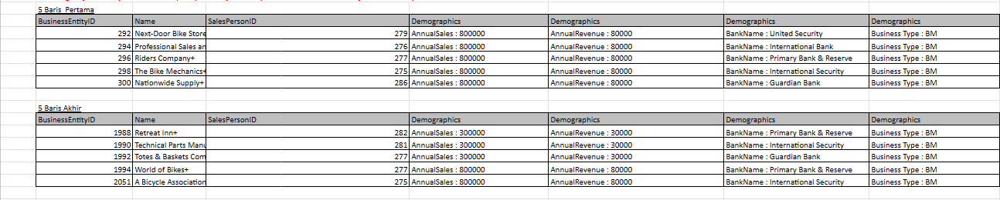 5 Baris Pertama
BusinessEntityID Name SalesPersonID Demographics Demographics Demographics Demographics
292 Next-Door Bike Store 279 AnnualSales : 800000 AnnualRevenue : 80000 BankName : United Security Business Type : BM
294 Professional Sales an 276 AnnualSales : 800000 AnnualRevenue : 80000 BankName : International Bank Business Type : BM
296 Riders Company+ 277 AnnualSales : 800000 AnnualRevenue : 80000 BankName : Primary Bank & Reserve Business Type : BM
298 The Bike Mechanics+ 275 AnnualSales : 800000 AnnualRevenue : 80000 BankName : International Security Business Type : BM
300 Nationwide Supply+ 286 AnnualSales : 800000 AnnualRevenue : 80000 BankName : Guardian Bank Business Type : BM
5 Baris Akhir
BusinessEntityID Name SalesPersonID Demographics Demographics Demographics Demographics
1988 Retreat Inn+ 282 AnnualSales : 300000 AnnualRevenue : 30000 BankName : Primary Bank & Reserve Business Type : BM
1990 Technical Parts Manu 281 AnnualSales : 300000 AnnualRevenue : 30000 BankName : International Security Business Type : BM
1992 Totes & Baskets Com 277 AnnualSales : 300000 AnnualRevenue : 30000 BankName : Guardian Bank Business Type : BM
1994 World of Bikes+ 277 AnnualSales : 800000 AnnualRevenue : 80000 BankName : Primary Bank & Reserve Business Type : BM
2051 A Bicycle Association 275 AnnualSales : 800000 AnnualRevenue : 80000 BankName : International Security Business Type : BM